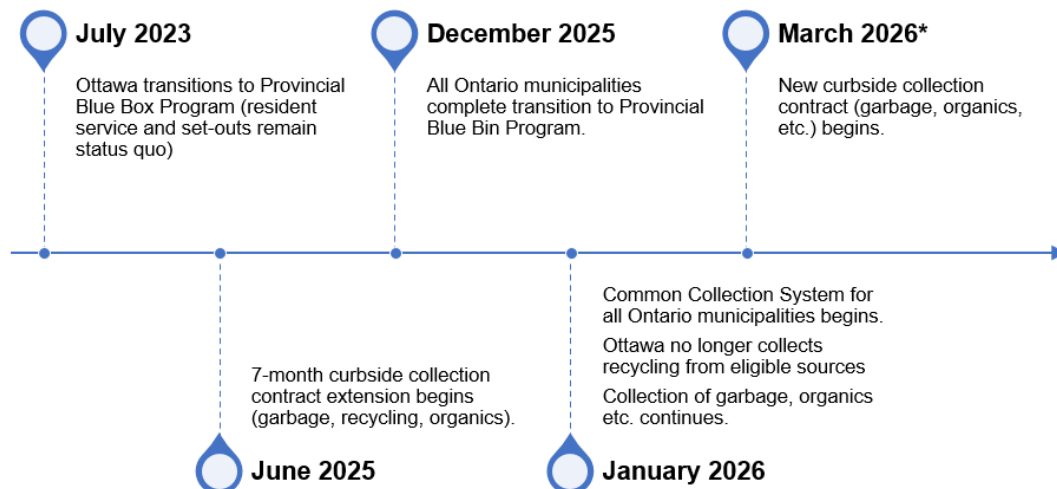 July 2023
Ottawa transitions to Provincial
Blue Box Program (resident
service and set-outs remain
status quo)
December 2025
All Ontario municipalities
complete transition to Provincial
Blue Bin Program.
March 2026*
New curbside collection
contract (garbage, organics,
etc.) begins.
7-month curbside collection
contract extension begins
(garbage, recycling, organics).
June 2025
Common Collection System for
all Ontario municipalities begins.
Ottawa no longer collects
recycling from eligible sources
Collection of garbage, organics
etc. continues.
January 2026